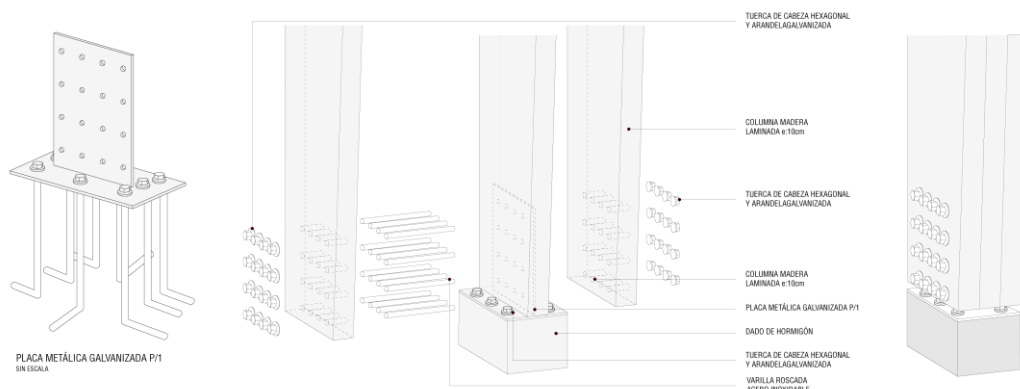 TUERCA DE CABEZA HEXAGONAL
Y ARANDELAGALVANIZADA
COLUMNA MADERA
LAMINADA e:10cm
TUERCA DE CABEZA HEXAGONAL
Y ARANDELAGALVANIZADA
COLUMNA MADERA
LAMINADA e:10cm
PLACA METÁLICA GALVANIZADA P/1
DADO DE HORMIGÓN
TUERCA DE CABEZA HEXAGONAL
Y ARANDELAGALVANIZADA
VARILLA ROSCADA
ACERO INOXIDABLE
PLACA METÁLICA GALVANIZADA P/1
SIN ESCALA